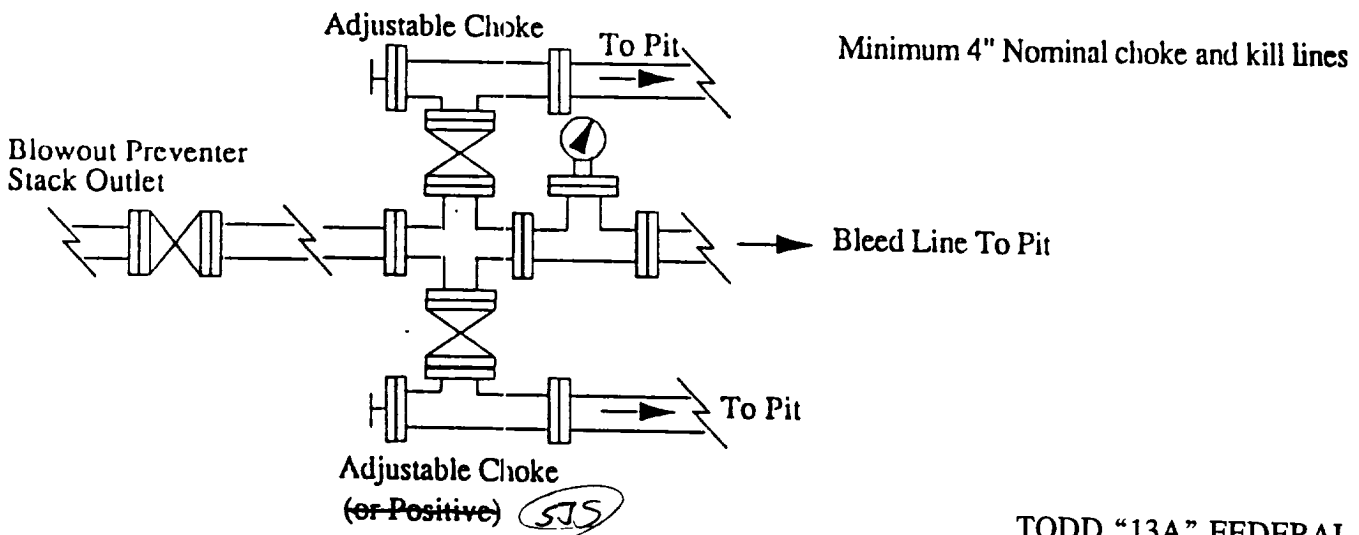 Adjustable Choke
To Pit
Minimum 4" Nominal choke and kill lines
Blowout Preventer
Stack Outlet
Bleed Line To Pit
To Pit
Adjustable Choke
(or Positive) SJS
TODD "13A" FEDERAL